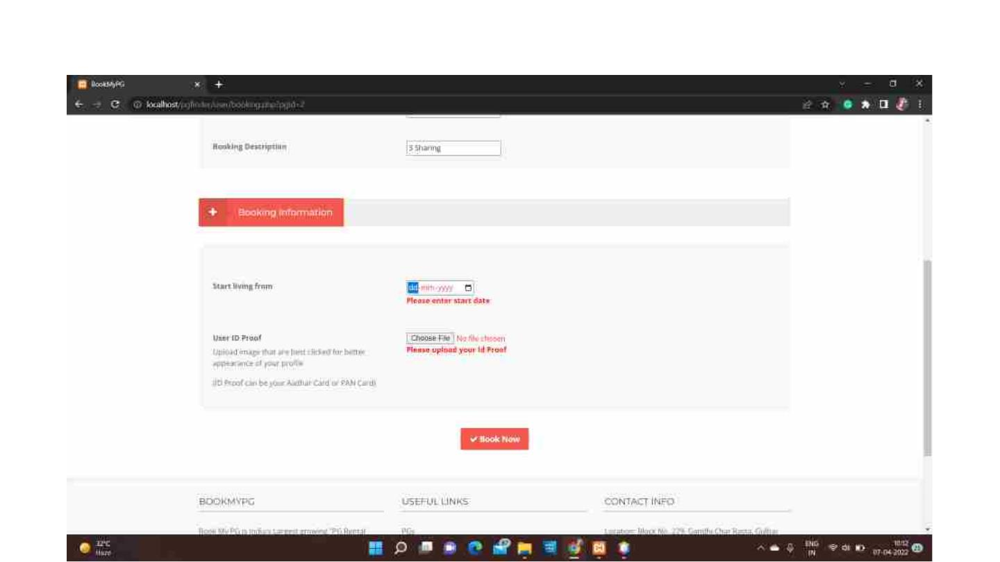 BookMyPG
localhost/pgfinder/user/booking.php?pgid=2
Booking Description
3 Sharing
Booking Information
Start living from
dd-mm-yyyy
Please enter start date
User ID Proof
Choose File No file chosen
Upload image that are best clicked for better
Please upload your Id Proof
appearance of your profile
(ID Proof can be your Aadhar Card or PAN Card)
Book Now
BOOKMYPG
USEFUL LINKS
CONTACT INFO
Book My PG is India's Largest growing "PG Rental
PGs
Location: Block No. 229, Gandhi Char Rasta, Gulbai
32°C
Haze
ENG
IN
10:12
07-04-2022